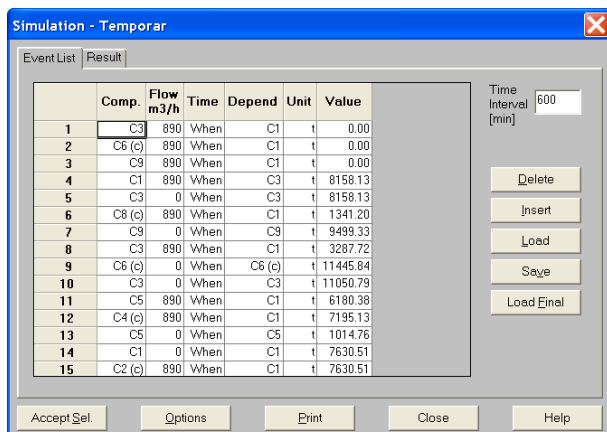 Simulation - Temporar
Event List Result
Comp. Flow m3/h Time Depend Unit Value
1 C3 890 When C1 t 0.00
2 C6 (c) 890 When C1 t 0.00
3 C9 890 When C1 t 0.00
4 C1 890 When C3 t 8158.13
5 C3 0 When C3 t 8158.13
6 C8 (c) 890 When C1 t 1341.20
7 C9 0 When C9 t 9499.33
8 C3 890 When C1 t 3287.72
9 C6 (c) 0 When C6 (c) t 11445.84
10 C3 0 When C3 t 11050.79
11 C5 890 When C1 t 6180.38
12 C4 (c) 890 When C1 t 7195.13
13 C5 0 When C5 t 1014.76
14 C1 0 When C1 t 7630.51
15 C2 (c) 890 When C1 t 7630.51
Time
Interval 600
[min]
Delete
Insert
Load
Save
Load Final
Accept Sel. Options Print Close Help